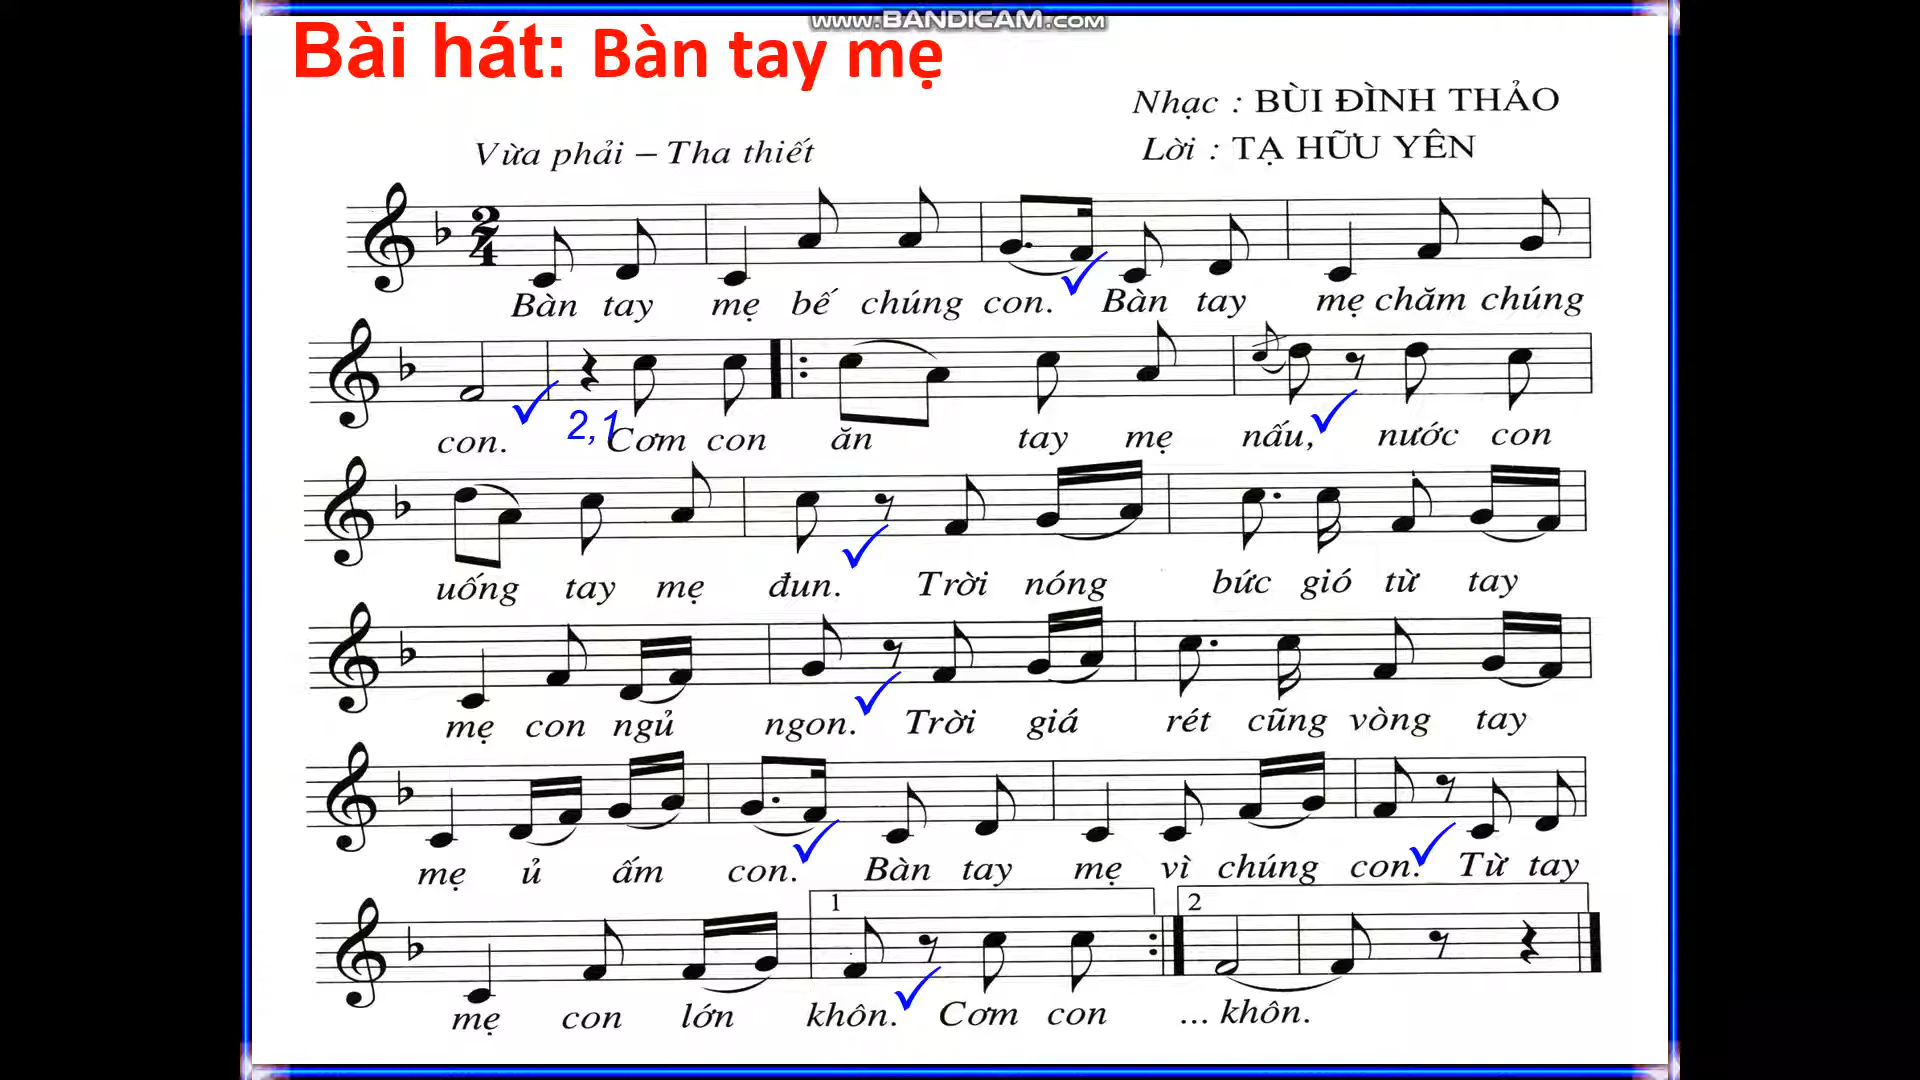 www.BANDICAM.com
Bài hát: Bàn tay mẹ
Nhạc : BÙI ĐÌNH THẢO
Vừa phải – Tha thiết
Lời : TẠ HỮU YÊN
2
4
Bàn tay mẹ bế chúng con. Bàn tay mẹ chăm chúng
2,1
con. Cơm con ăn tay mẹ nấu, nước con
uống tay mẹ đun. Trời nóng bức gió từ tay
mẹ con ngủ ngon. Trời giá rét cũng vòng tay
mẹ ủ ấm con. Bàn tay mẹ vì chúng con. Từ tay
1 2
mẹ con lớn khôn. Cơm con ... khôn.